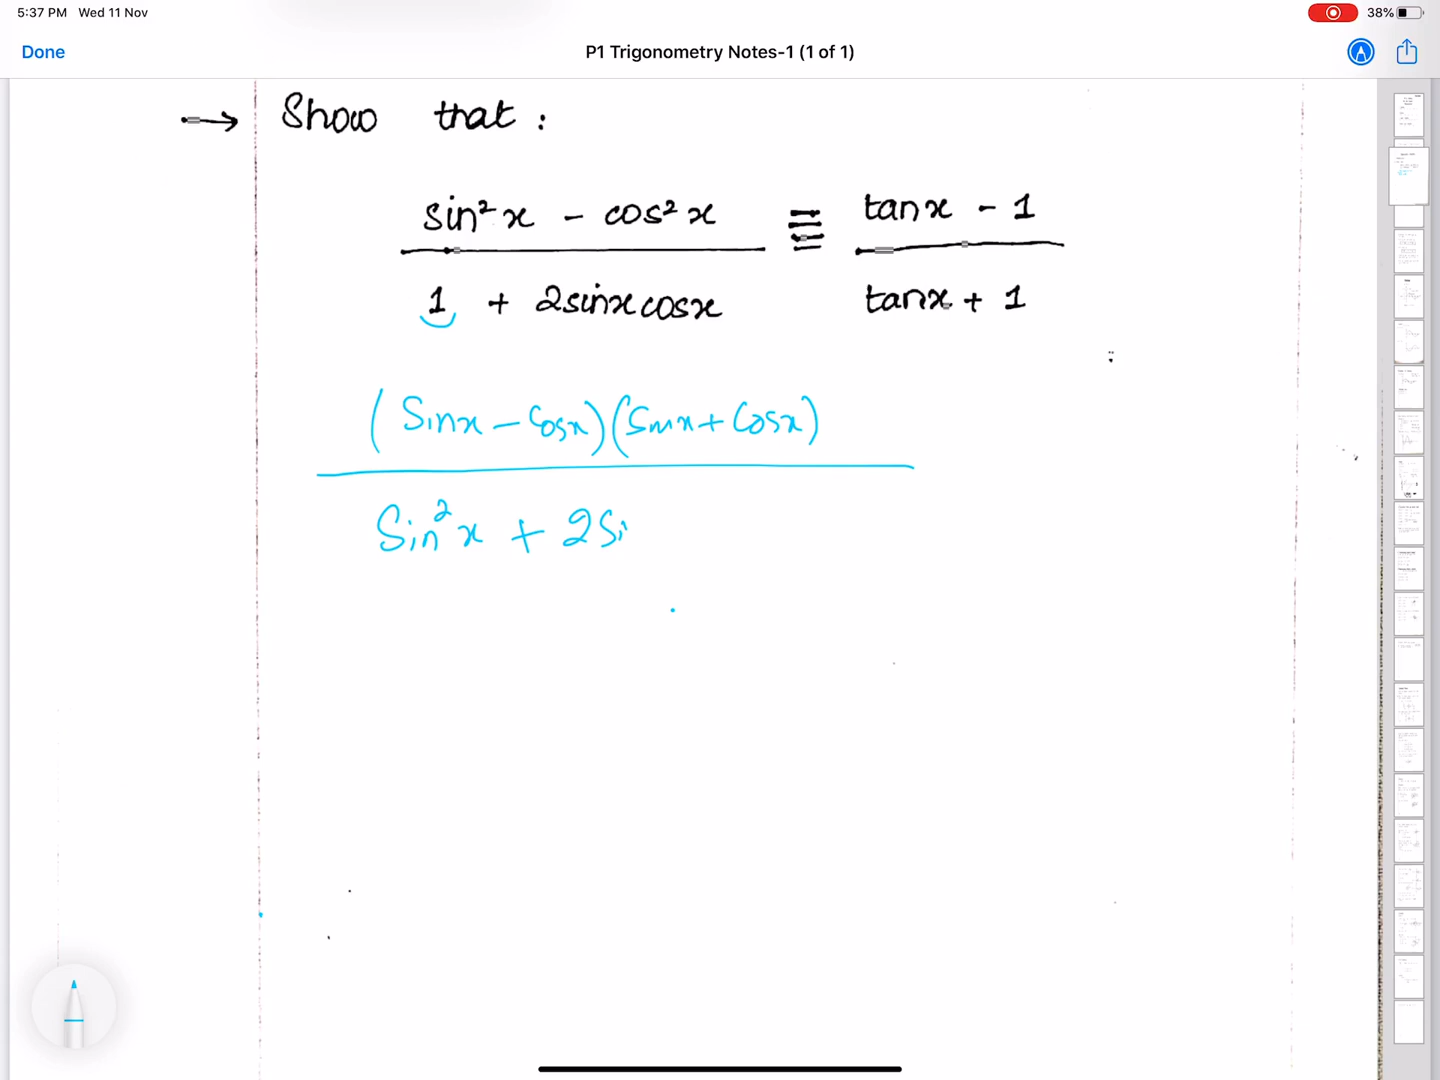 5:37 PM Wed 11 Nov 38%
Done P1 Trigonometry Notes-1 (1 of 1)
→ Show that :
sin²x - cos²x ≡ tanx - 1
1 + 2sinxcosx tanx + 1
(Sinx - Cosx)(Sinx + Cosx)
Sin²x + 2Si